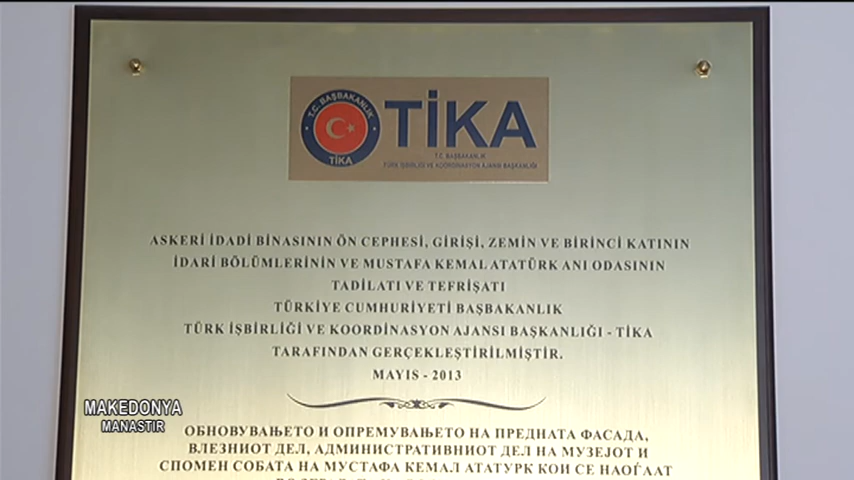 T.C. BAŞBAKANLIK
TİKA
TİKA
T.C. BAŞBAKANLIK
TÜRK İŞBİRLİĞİ VE KOORDİNASYON AJANSI BAŞKANLIĞI
ASKERİ İDADİ BİNASININ ÖN CEPHESİ, GİRİŞİ, ZEMİN VE BİRİNCİ KATININ
İDARİ BÖLÜMLERİNİN VE MUSTAFA KEMAL ATATÜRK ANI ODASININ
TADİLATI VE TEFRİŞATI
TÜRKİYE CUMHURİYETİ BAŞBAKANLIK
TÜRK İŞBİRLİĞİ VE KOORDİNASYON AJANSI BAŞKANLIĞI - TİKA
TARAFINDAN GERÇEKLEŞTİRİLMİŞTİR.
MAYIS - 2013
MAKEDONYA
MANASTIR
ОБНОВУВАЊЕТО И ОПРЕМУВАЊЕТО НА ПРЕДНАТА ФАСАДА,
ВЛЕЗНИОТ ДЕЛ, АДМИНИСТРАТИВНИОТ ДЕЛ НА МУЗЕЈОТ И
СПОМЕН СОБАТА НА МУСТАФА КЕМАЛ АТАТУРК КОИ СЕ НАОЃААТ